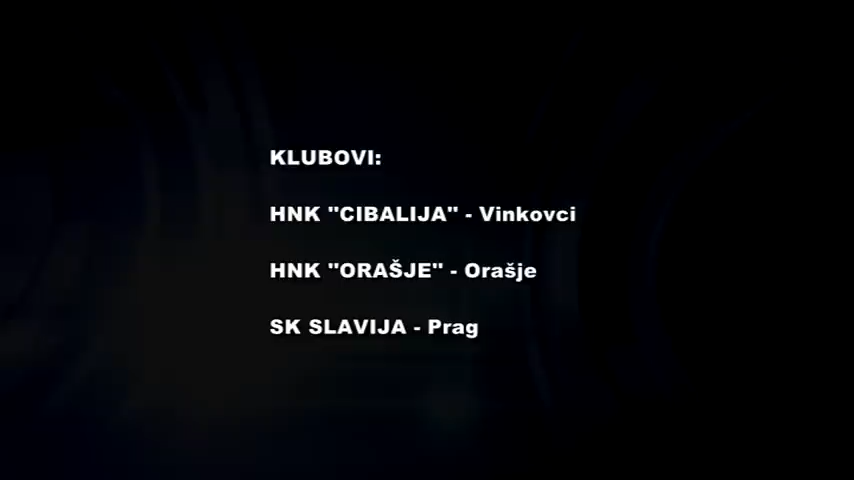 KLUBOVI:
HNK "CIBALIJA" - Vinkovci
HNK "ORAŠJE" - Orašje
SK SLAVIJA - Prag